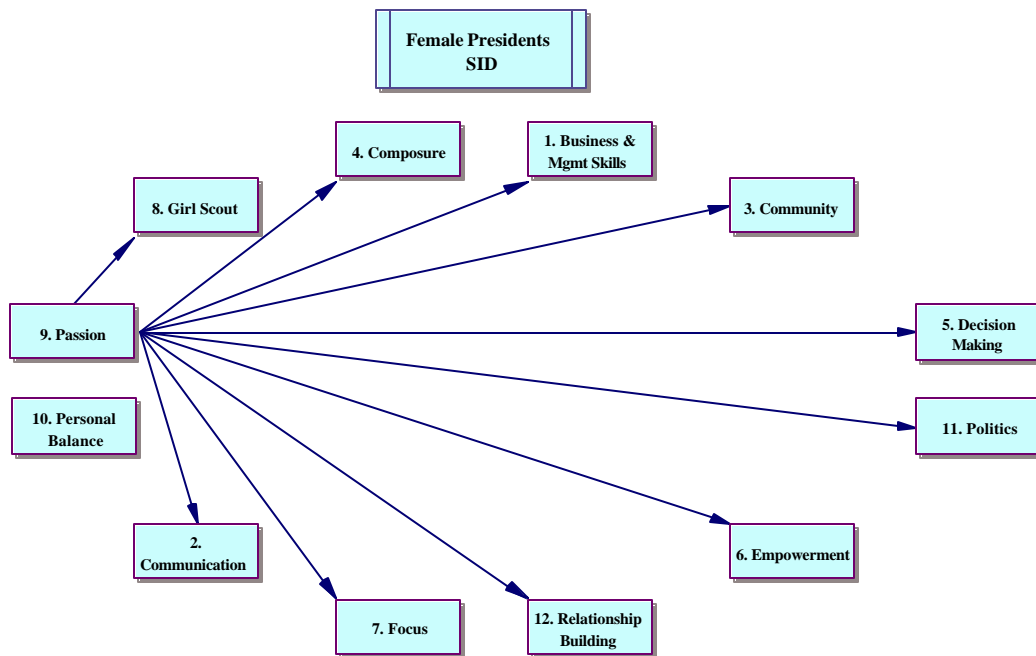 Female Presidents
SID
4. Composure
1. Business &
Mgmt Skills
8. Girl Scout
3. Community
9. Passion
5. Decision
Making
10. Personal
Balance
11. Politics
2.
Communication
6. Empowerment
7. Focus
12. Relationship
Building